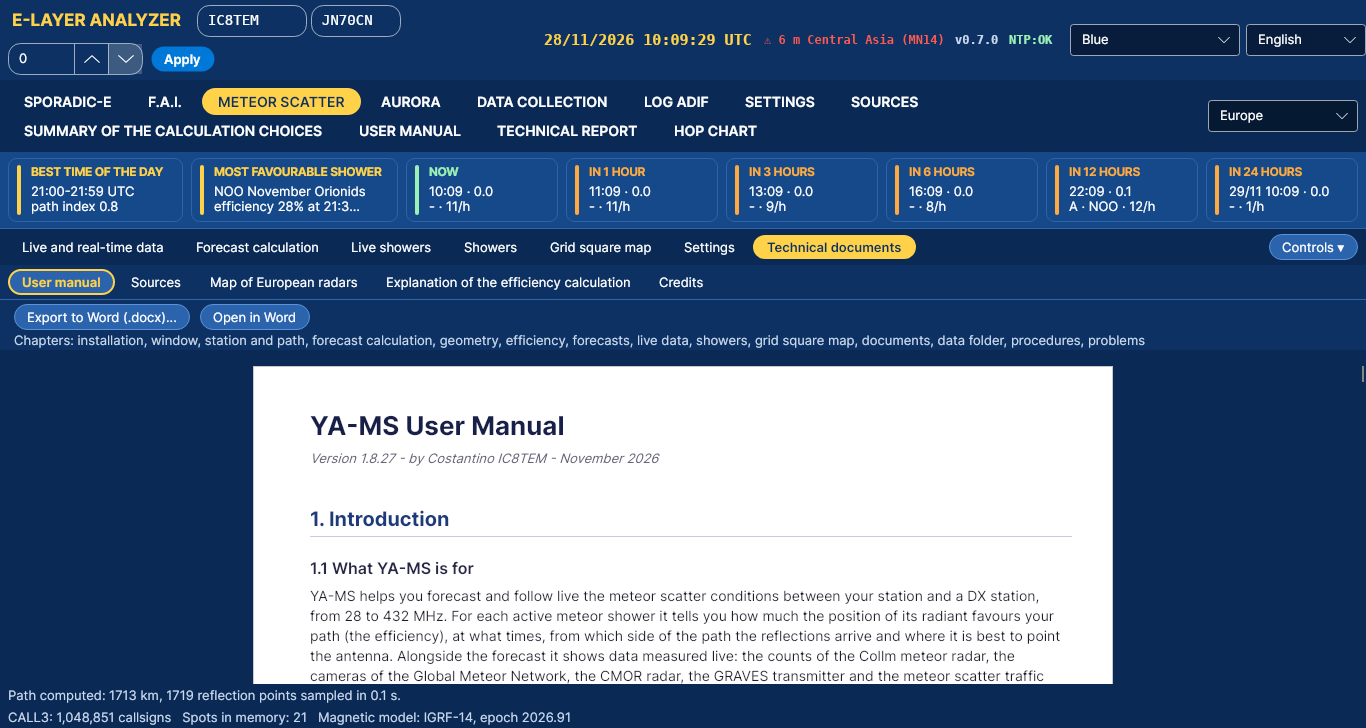 E-LAYER ANALYZER IC8TEM JN70CN
28/11/2026 10:09:29 UTC ⚠ 6 m Central Asia (MN14) v0.7.0 NTP:OK Blue English
0 Apply
SPORADIC-E F.A.I. METEOR SCATTER AURORA DATA COLLECTION LOG ADIF SETTINGS SOURCES
SUMMARY OF THE CALCULATION CHOICES USER MANUAL TECHNICAL REPORT HOP CHART
Europe
BEST TIME OF THE DAY
21:00-21:59 UTC
path index 0.8
MOST FAVOURABLE SHOWER
NOO November Orionids
efficiency 28% at 21:3...
NOW
10:09 · 0.0
- · 11/h
IN 1 HOUR
11:09 · 0.0
- · 11/h
IN 3 HOURS
13:09 · 0.0
- · 9/h
IN 6 HOURS
16:09 · 0.0
- · 8/h
IN 12 HOURS
22:09 · 0.1
A · NOO · 12/h
IN 24 HOURS
29/11 10:09 · 0.0
- · 1/h
Live and real-time data Forecast calculation Live showers Showers Grid square map Settings Technical documents Controls ▾
User manual Sources Map of European radars Explanation of the efficiency calculation Credits
Export to Word (.docx)... Open in Word
Chapters: installation, window, station and path, forecast calculation, geometry, efficiency, forecasts, live data, showers, grid square map, documents, data folder, procedures, problems
YA-MS User Manual
Version 1.8.27 - by Costantino IC8TEM - November 2026
1. Introduction
1.1 What YA-MS is for
YA-MS helps you forecast and follow live the meteor scatter conditions between your station and a DX station,
from 28 to 432 MHz. For each active meteor shower it tells you how much the position of its radiant favours your
path (the efficiency), at what times, from which side of the path the reflections arrive and where it is best to point
the antenna. Alongside the forecast it shows data measured live: the counts of the Collm meteor radar, the
cameras of the Global Meteor Network, the CMOR radar, the GRAVES transmitter and the meteor scatter traffic
Path computed: 1713 km, 1719 reflection points sampled in 0.1 s.
CALL3: 1,048,851 callsigns Spots in memory: 21 Magnetic model: IGRF-14, epoch 2026.91